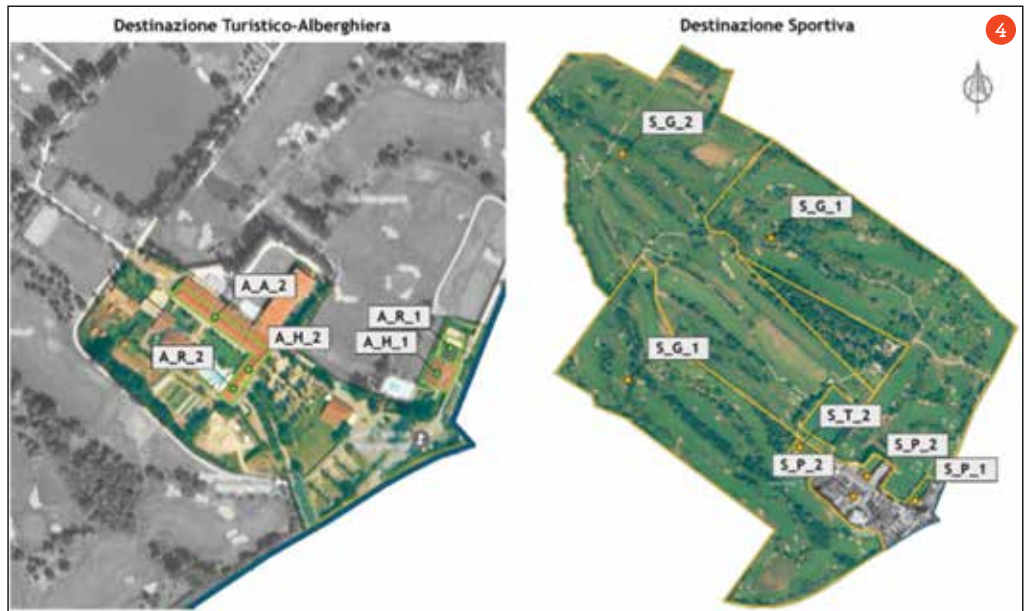 Destinazione Turistico-Alberghiera
A_A_2
A_R_1
A_H_2
A_H_1
A_R_2
Destinazione Sportiva
4
S_G_2
S_G_1
S_G_1
S_T_2
S_P_2
S_P_2
S_P_1